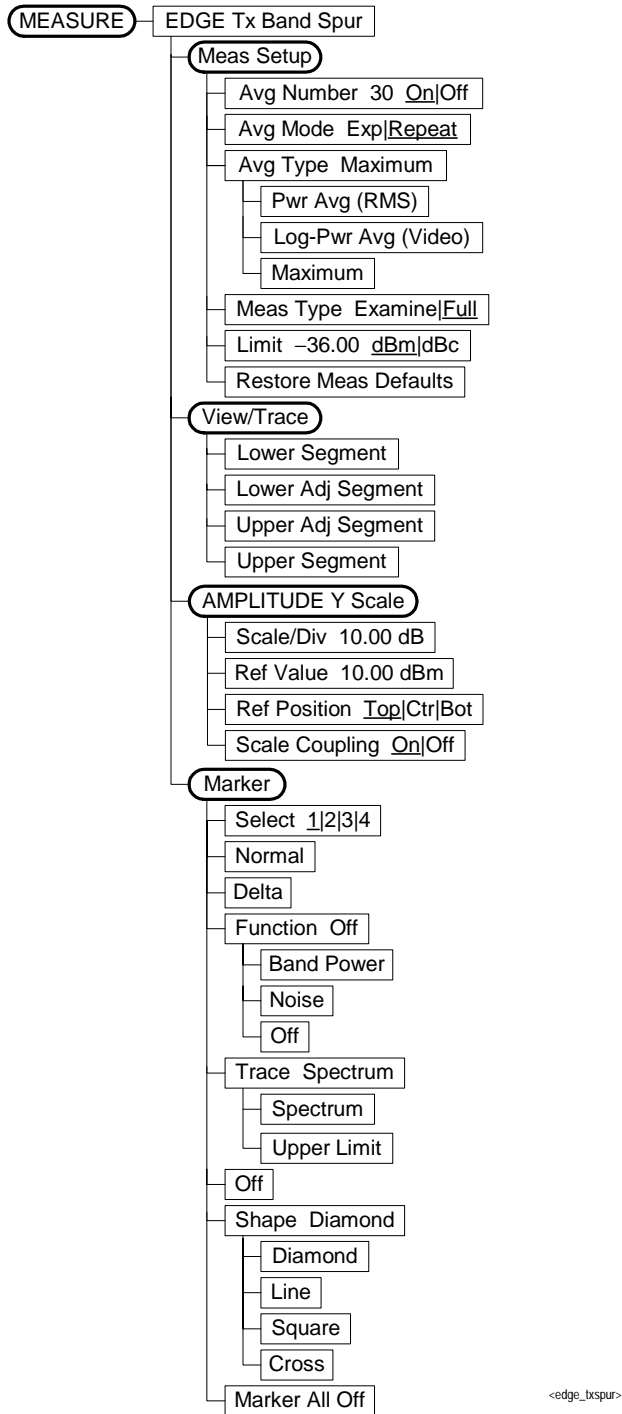 MEASURE EDGE Tx Band Spur
Meas Setup
Avg Number 30 On|Off
Avg Mode Exp|Repeat
Avg Type Maximum
Pwr Avg (RMS)
Log-Pwr Avg (Video)
Maximum
Meas Type Examine|Full
Limit −36.00 dBm|dBc
Restore Meas Defaults
View/Trace
Lower Segment
Lower Adj Segment
Upper Adj Segment
Upper Segment
AMPLITUDE Y Scale
Scale/Div 10.00 dB
Ref Value 10.00 dBm
Ref Position Top|Ctr|Bot
Scale Coupling On|Off
Marker
Select 1|2|3|4
Normal
Delta
Function Off
Band Power
Noise
Off
Trace Spectrum
Spectrum
Upper Limit
Off
Shape Diamond
Diamond
Line
Square
Cross
Marker All Off
<edge_txspur>